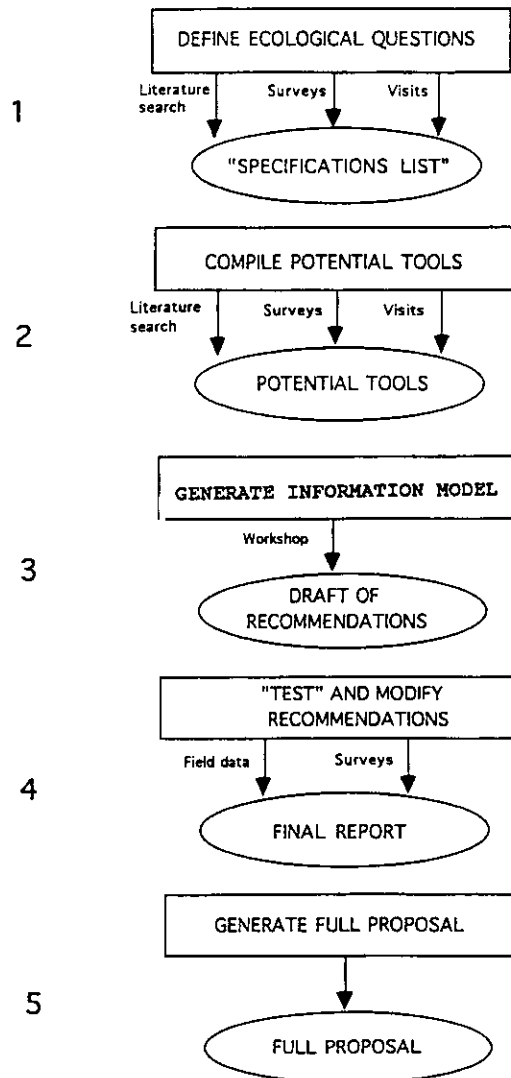 DEFINE ECOLOGICAL QUESTIONS
1
Literature
search
Surveys
Visits
"SPECIFICATIONS LIST"
COMPILE POTENTIAL TOOLS
2
Literature
search
Surveys
Visits
POTENTIAL TOOLS
GENERATE INFORMATION MODEL
3
Workshop
DRAFT OF
RECOMMENDATIONS
"TEST" AND MODIFY
RECOMMENDATIONS
4
Field data
Surveys
FINAL REPORT
GENERATE FULL PROPOSAL
5
FULL PROPOSAL